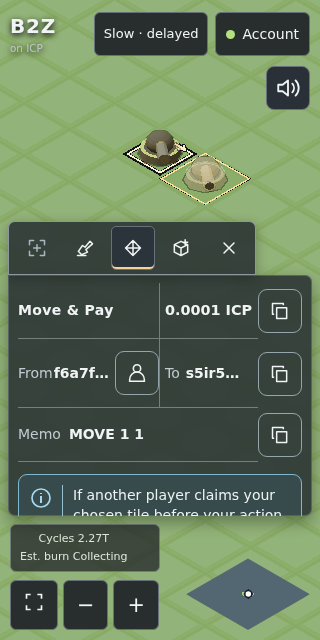 B2Z
on ICP
Slow · delayed
Account
Move & Pay
0.0001 ICP
From f6a7f...
To s5ir5...
Memo MOVE 1 1
If another player claims your
chosen tile before your action
Cycles 2.27T
Est. burn Collecting